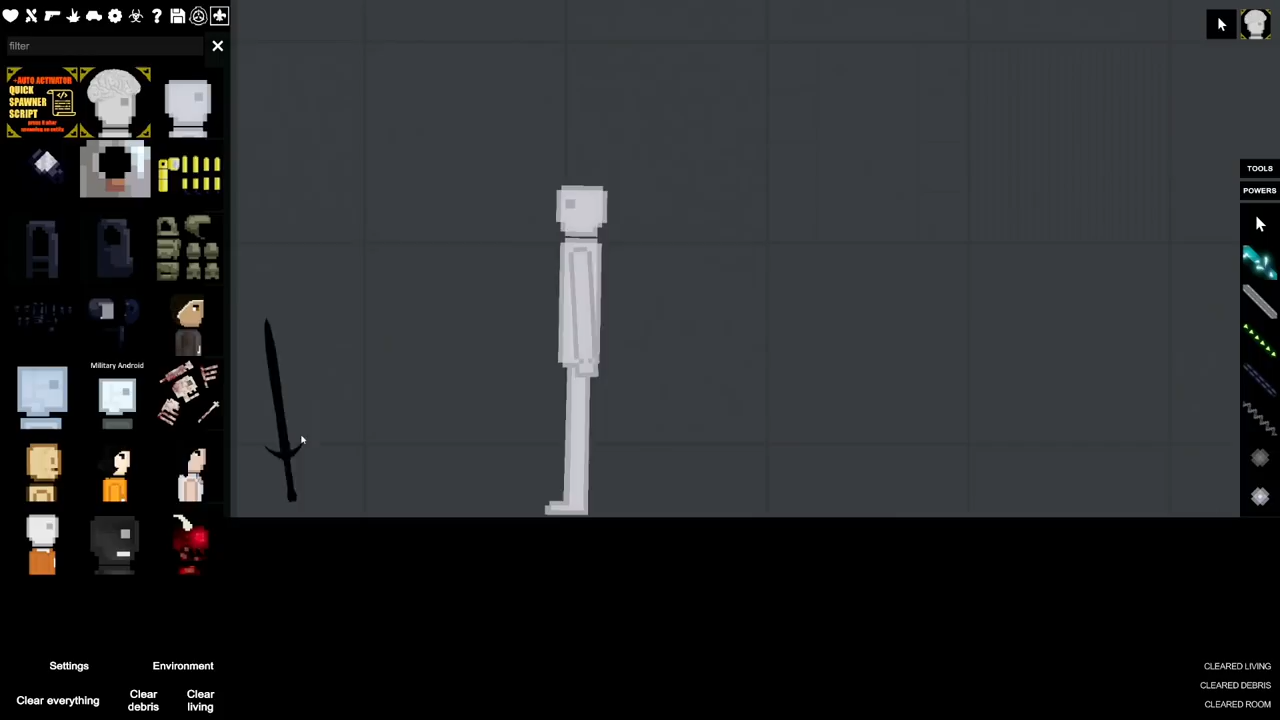 filter
+AUTO ACTIVATOR
QUICK
SPAWNER
SCRIPT
Military Android
TOOLS
POWERS
Settings
Environment
Clear everything
Clear
debris
Clear
living
CLEARED LIVING
CLEARED DEBRIS
CLEARED ROOM